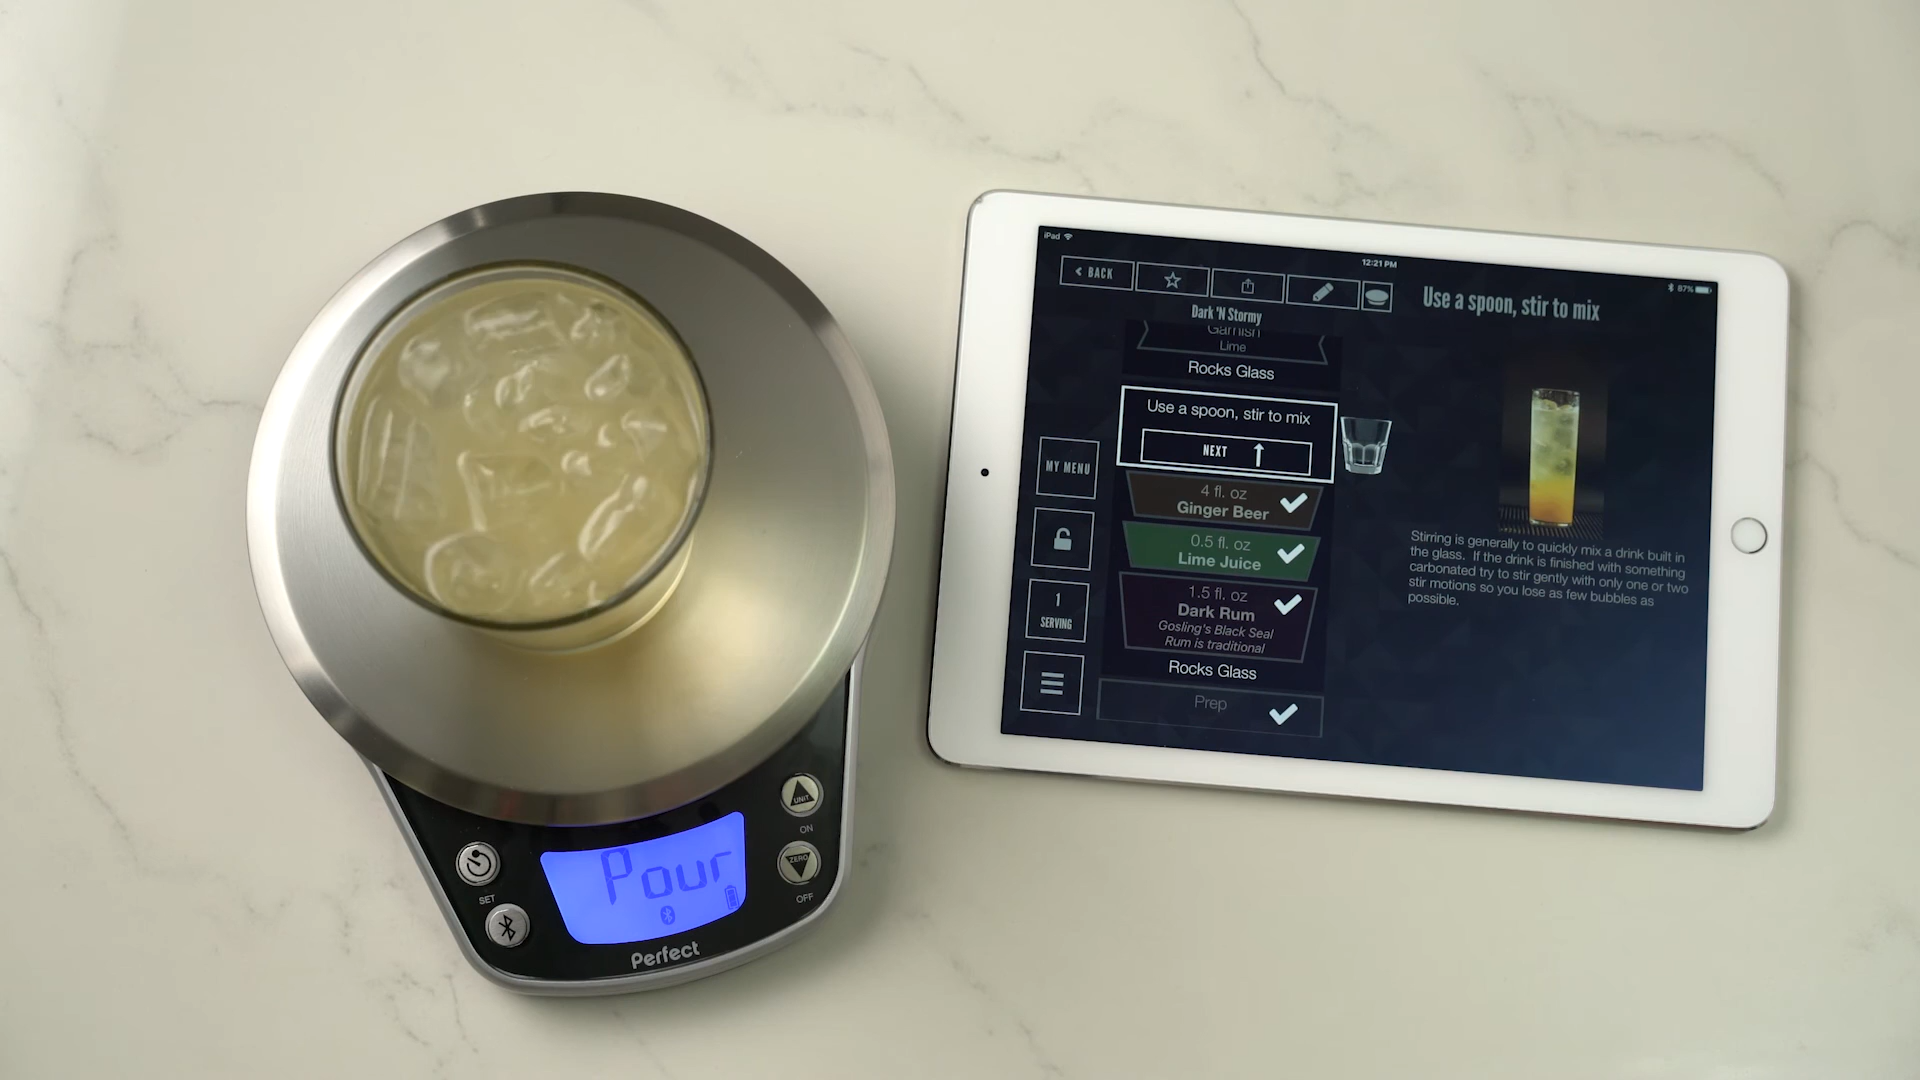 UNIT
ON
ZERO
OFF
SET
Pour
Perfect
iPad
12:21 PM
87%
< BACK
Dark 'N Stormy
Garnish
Lime
Rocks Glass
Use a spoon, stir to mix
NEXT
4 fl. oz
Ginger Beer
0.5 fl. oz
Lime Juice
1.5 fl. oz
Dark Rum
Gosling's Black Seal
Rum is traditional
Rocks Glass
Prep
MY MENU
1
SERVING
Use a spoon, stir to mix
Stirring is generally to quickly mix a drink built in
the glass. If the drink is finished with something
carbonated try to stir gently with only one or two
stir motions so you lose as few bubbles as
possible.